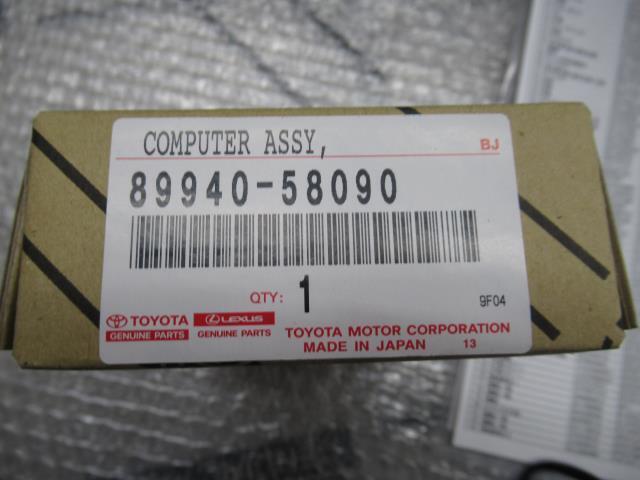 COMPUTER ASSY,
BJ
89940-58090
QTY: 1
9F04
TOYOTA
GENUINE PARTS
LEXUS
GENUINE PARTS
TOYOTA MOTOR CORPORATION
MADE IN JAPAN 13